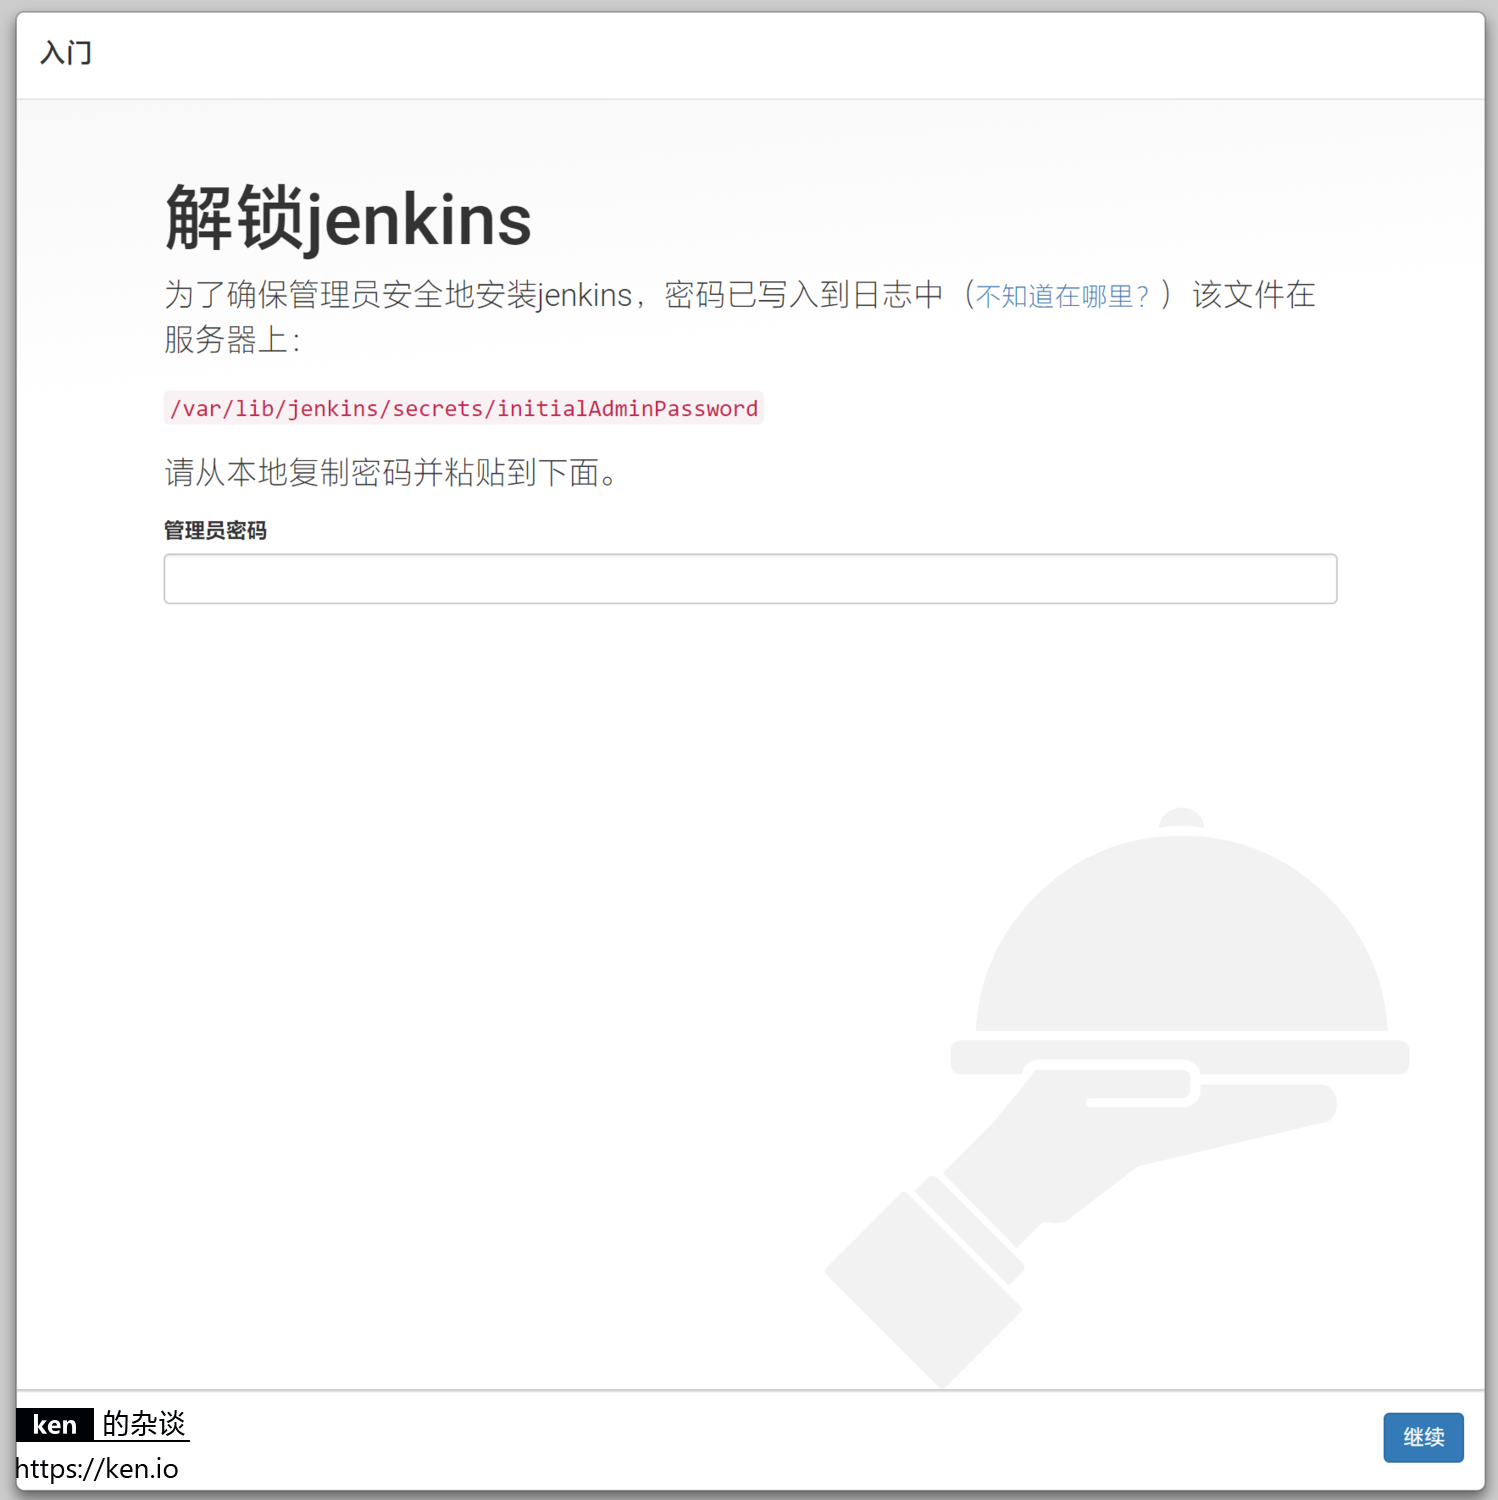 入门
解锁jenkins
为了确保管理员安全地安装jenkins，密码已写入到日志中（不知道在哪里？）该文件在
服务器上：
/var/lib/jenkins/secrets/initialAdminPassword
请从本地复制密码并粘贴到下面。
管理员密码
ken 的杂谈
https://ken.io
继续